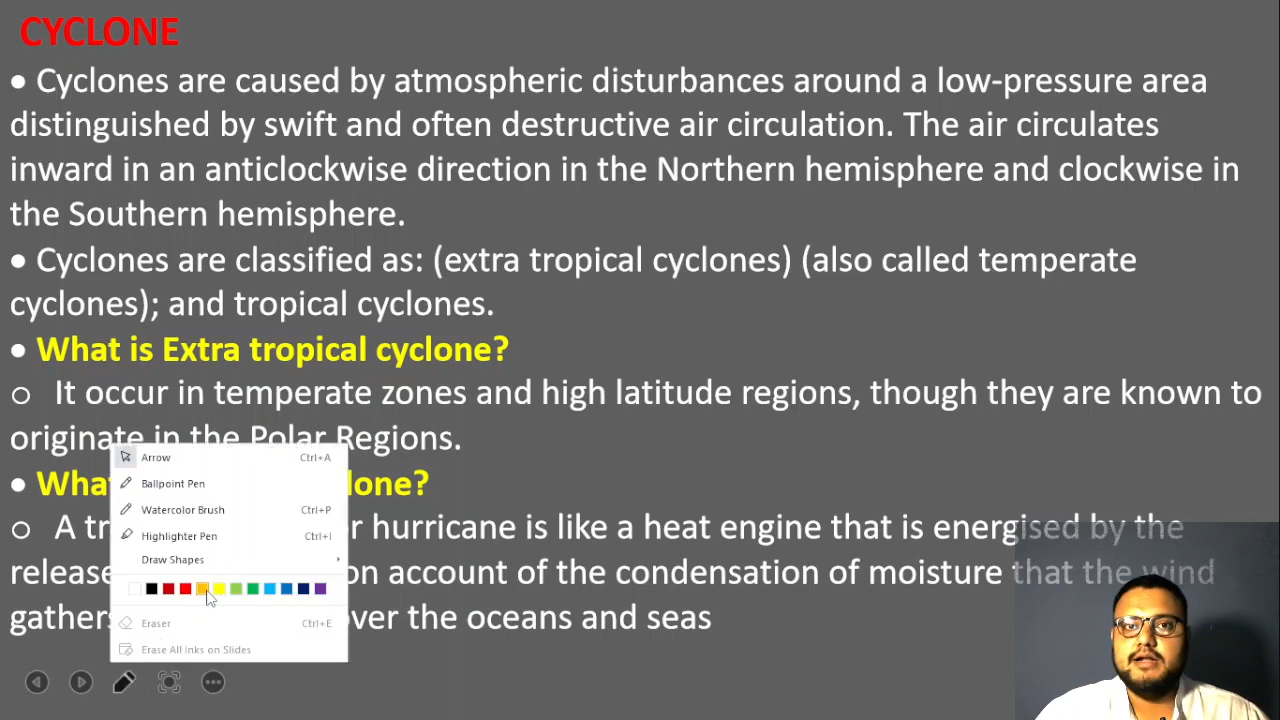 CYCLONE
• Cyclones are caused by atmospheric disturbances around a low-pressure area
distinguished by swift and often destructive air circulation. The air circulates
inward in an anticlockwise direction in the Northern hemisphere and clockwise in
the Southern hemisphere.
• Cyclones are classified as: (extra tropical cyclones) (also called temperate
cyclones); and tropical cyclones.
• What is Extra tropical cyclone?
o It occur in temperate zones and high latitude regions, though they are known to
originate in the Polar Regions.
Arrow Ctrl+A
Ballpoint Pen
Watercolor Brush Ctrl+P
Highlighter Pen Ctrl+I
Draw Shapes
Eraser Ctrl+E
Erase All Inks on Slides
•
o A hurricane is like a heat engine that is energised by the
on account of the condensation of moisture that the wind
over the oceans and seas